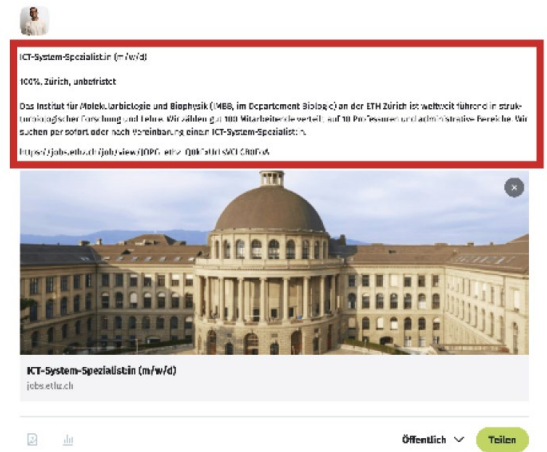 ICT-System-Spezialist:in (m/w/d)
100%, Zürich, unbefristet
Das Institut für Molekularbiologie und Biophysik (IMBB, im Departement Biologie) an der ETH Zürich ist weltweit führend in struk-
turbiologischer Forschung und Lehre. Wir zählen gut 180 Mitarbeitende verteilt auf 10 Professuren und administrative Bereiche. Wir
suchen per sofort oder nach Vereinbarung eine:n ICT-System-Spezialist:in.
https://jobs.ethz.ch/job/view/
ICT-System-Spezialist:in (m/w/d)
jobs.ethz.ch
Öffentlich
Teilen